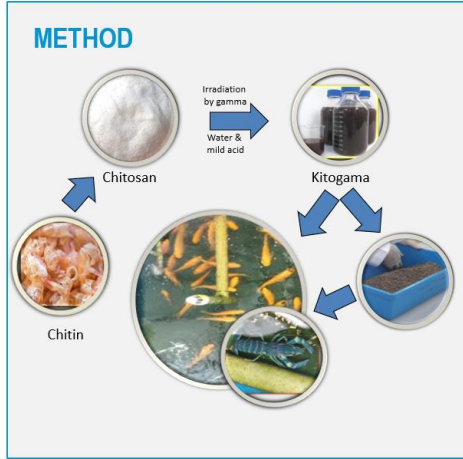 METHOD
Irradiation
by gamma
Water &
mild acid
Chitosan
Kitogama
Chitin